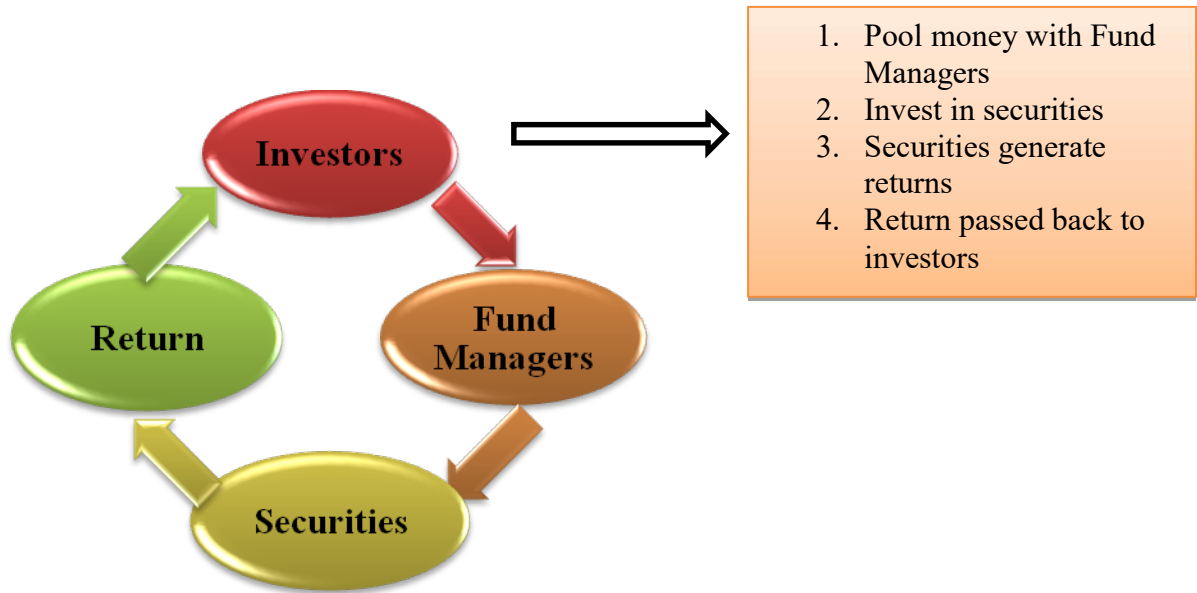 Investors
Fund
Managers
Securities
Return
1. Pool money with Fund
Managers
2. Invest in securities
3. Securities generate
returns
4. Return passed back to
investors